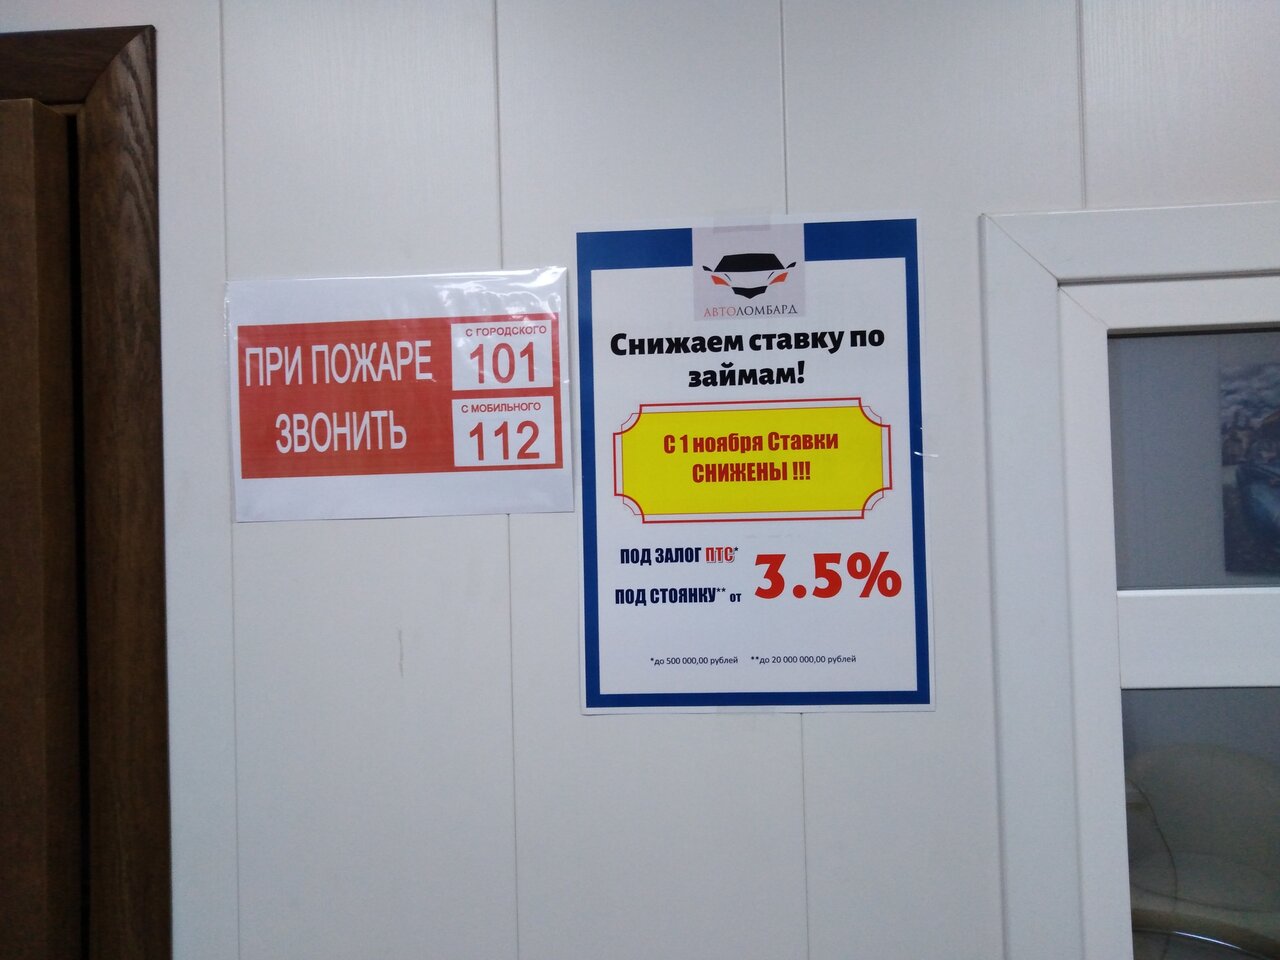 ПРИ ПОЖАРЕ
ЗВОНИТЬ
С ГОРОДСКОГО
101
С МОБИЛЬНОГО
112
АВТОЛОМБАРД
Снижаем ставку по
займам!
С 1 ноября Ставки
СНИЖЕНЫ !!!
ПОД ЗАЛОГ ПТС*
ПОД СТОЯНКУ** от 3.5%
*до 500 000,00 рублей **до 20 000 000,00 рублей